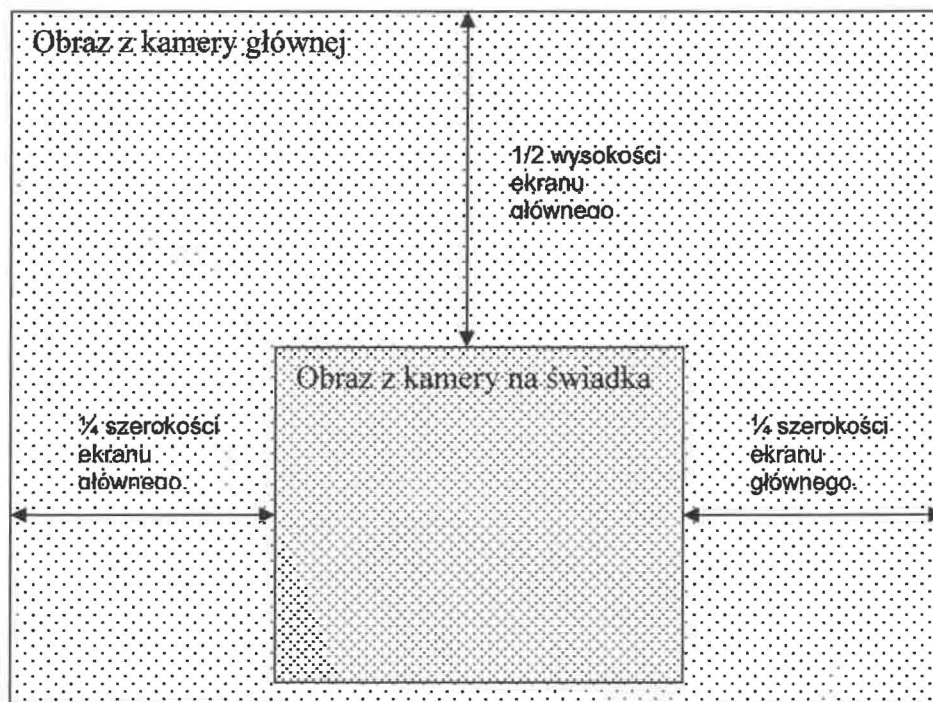 Obraz z kamery głównej
1/2 wysokości
ekranu
głównego
Obraz z kamery na świadka
¼ szerokości
ekranu
głównego.
¼ szerokości
ekranu
głównego.